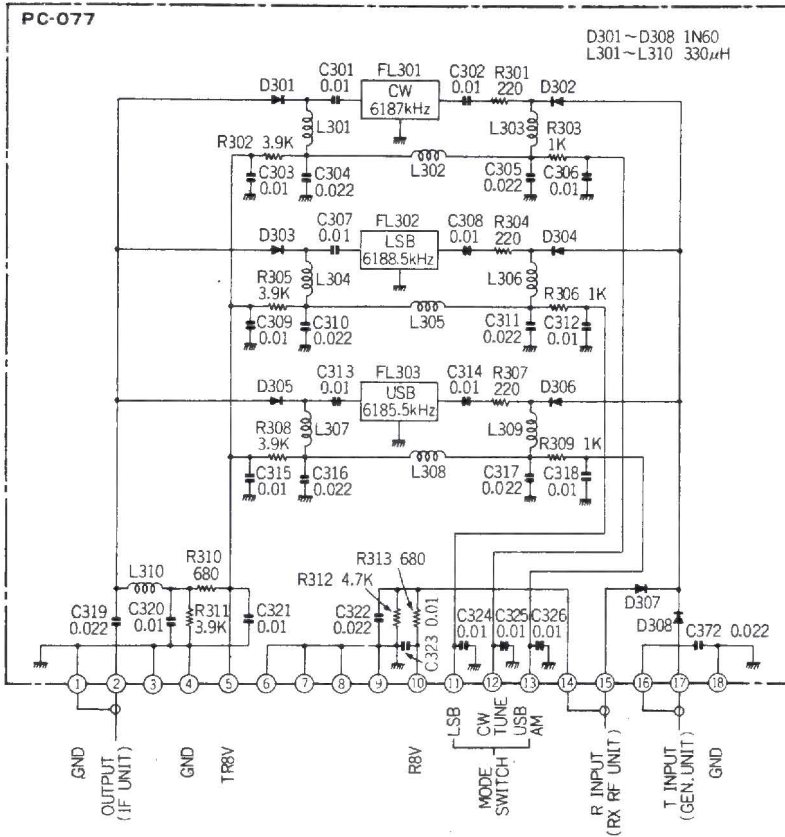 PC-077
D301~D308 1N60
L301~L310 330μH
C301
0.01
FL301
CW
6187kHz
C302
0.01
R301
220
D301
D302
L301
L303
R302 3.9K
R303
1K
L302
C303
0.01
C304
0.022
C305
0.022
C306
0.01
C307
0.01
FL302
LSB
6188.5kHz
C308
0.01
R304
220
D303
D304
L304
L306
R305
3.9K
R306 1K
L305
C309
0.01
C310
0.022
C311
0.022
C312
0.01
C313
0.01
FL303
USB
6185.5kHz
C314
0.01
R307
220
D305
D306
L307
L309
R308
3.9K
R309 1K
L308
C315
0.01
C316
0.022
C317
0.022
C318
0.01
L310
R310
680
R313 680
R312 4.7K
D307
D308
C319
0.022
C320
0.01
R311
3.9K
C321
0.01
C322
0.022
C323 0.01
C324
0.01
C325
0.01
C326
0.01
C372 0.022
1 2 3 4 5 6 7 8 9 10 11 12 13 14 15 16 17 18
GND
OUTPUT
(IF UNIT)
GND
TR8V
R8V
LSB
CW
TUNE
USB
AM
MODE
SWITCH
R INPUT
(RX RF UNIT)
T INPUT
(GEN.UNIT)
GND